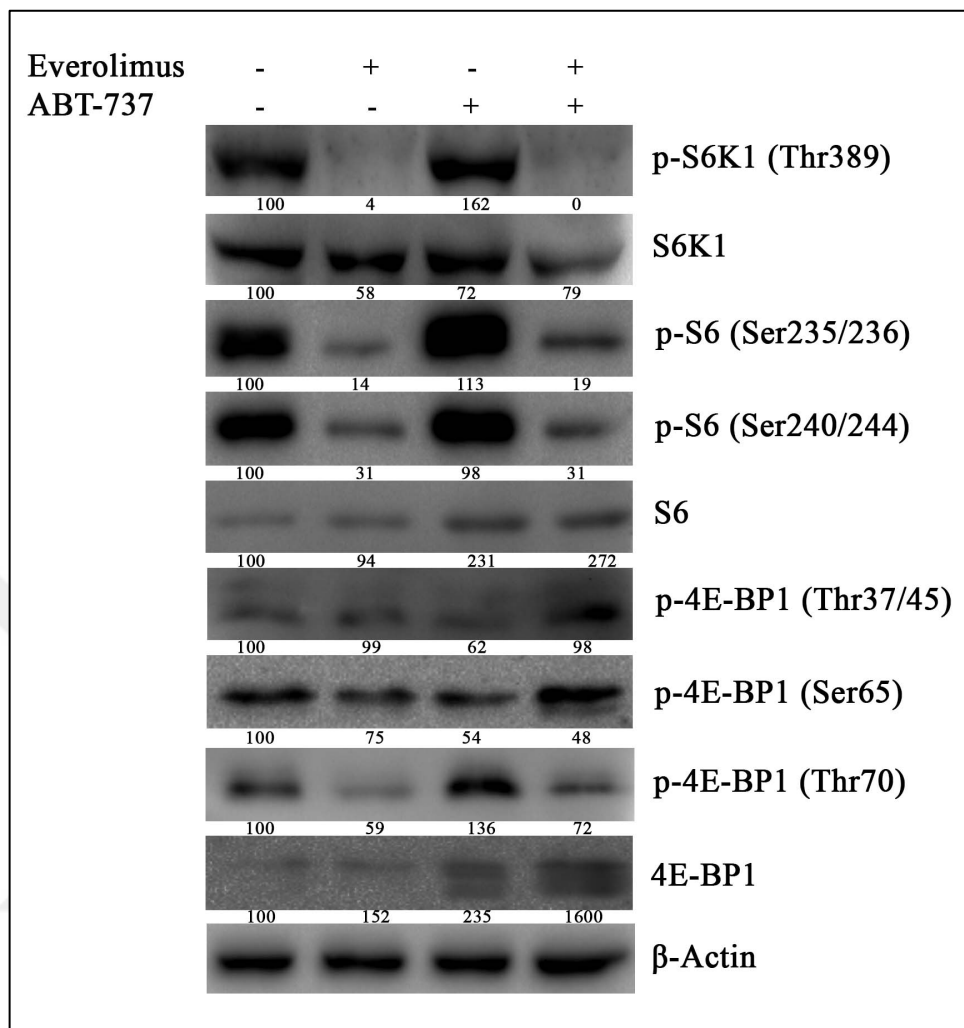 Everolimus - + - +
ABT-737 - - + +
p-S6K1 (Thr389)
100 4 162 0
S6K1
100 58 72 79
p-S6 (Ser235/236)
100 14 113 19
p-S6 (Ser240/244)
100 31 98 31
S6
100 94 231 272
p-4E-BP1 (Thr37/45)
100 99 62 98
p-4E-BP1 (Ser65)
100 75 54 48
p-4E-BP1 (Thr70)
100 59 136 72
4E-BP1
100 152 235 1600
β-Actin